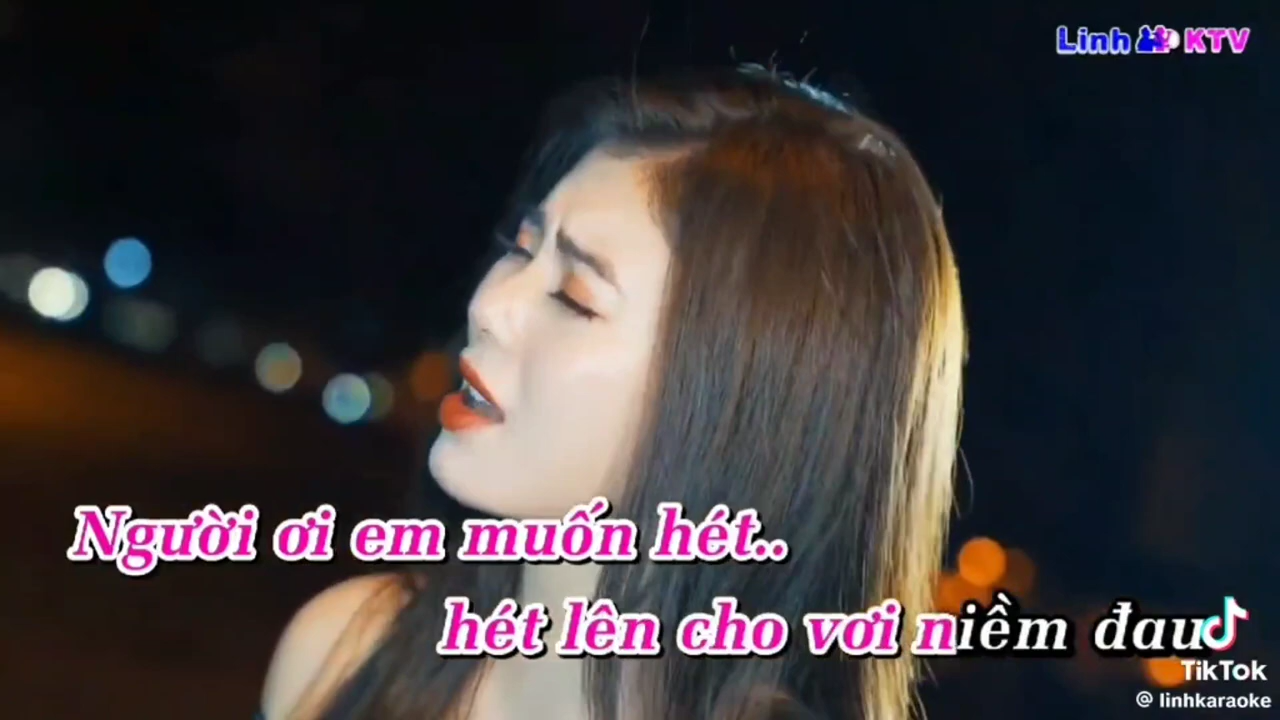 Linh KTV
Người ơi em muốn hét..
hét lên cho vơi niềm đau
TikTok
@ linhkaraoke